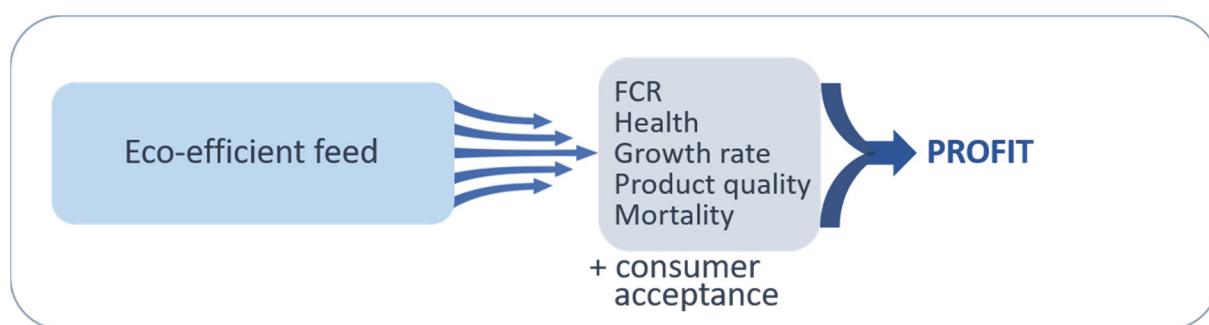 Eco-efficient feed
FCR
Health
Growth rate
Product quality
Mortality
+ consumer
acceptance
PROFIT